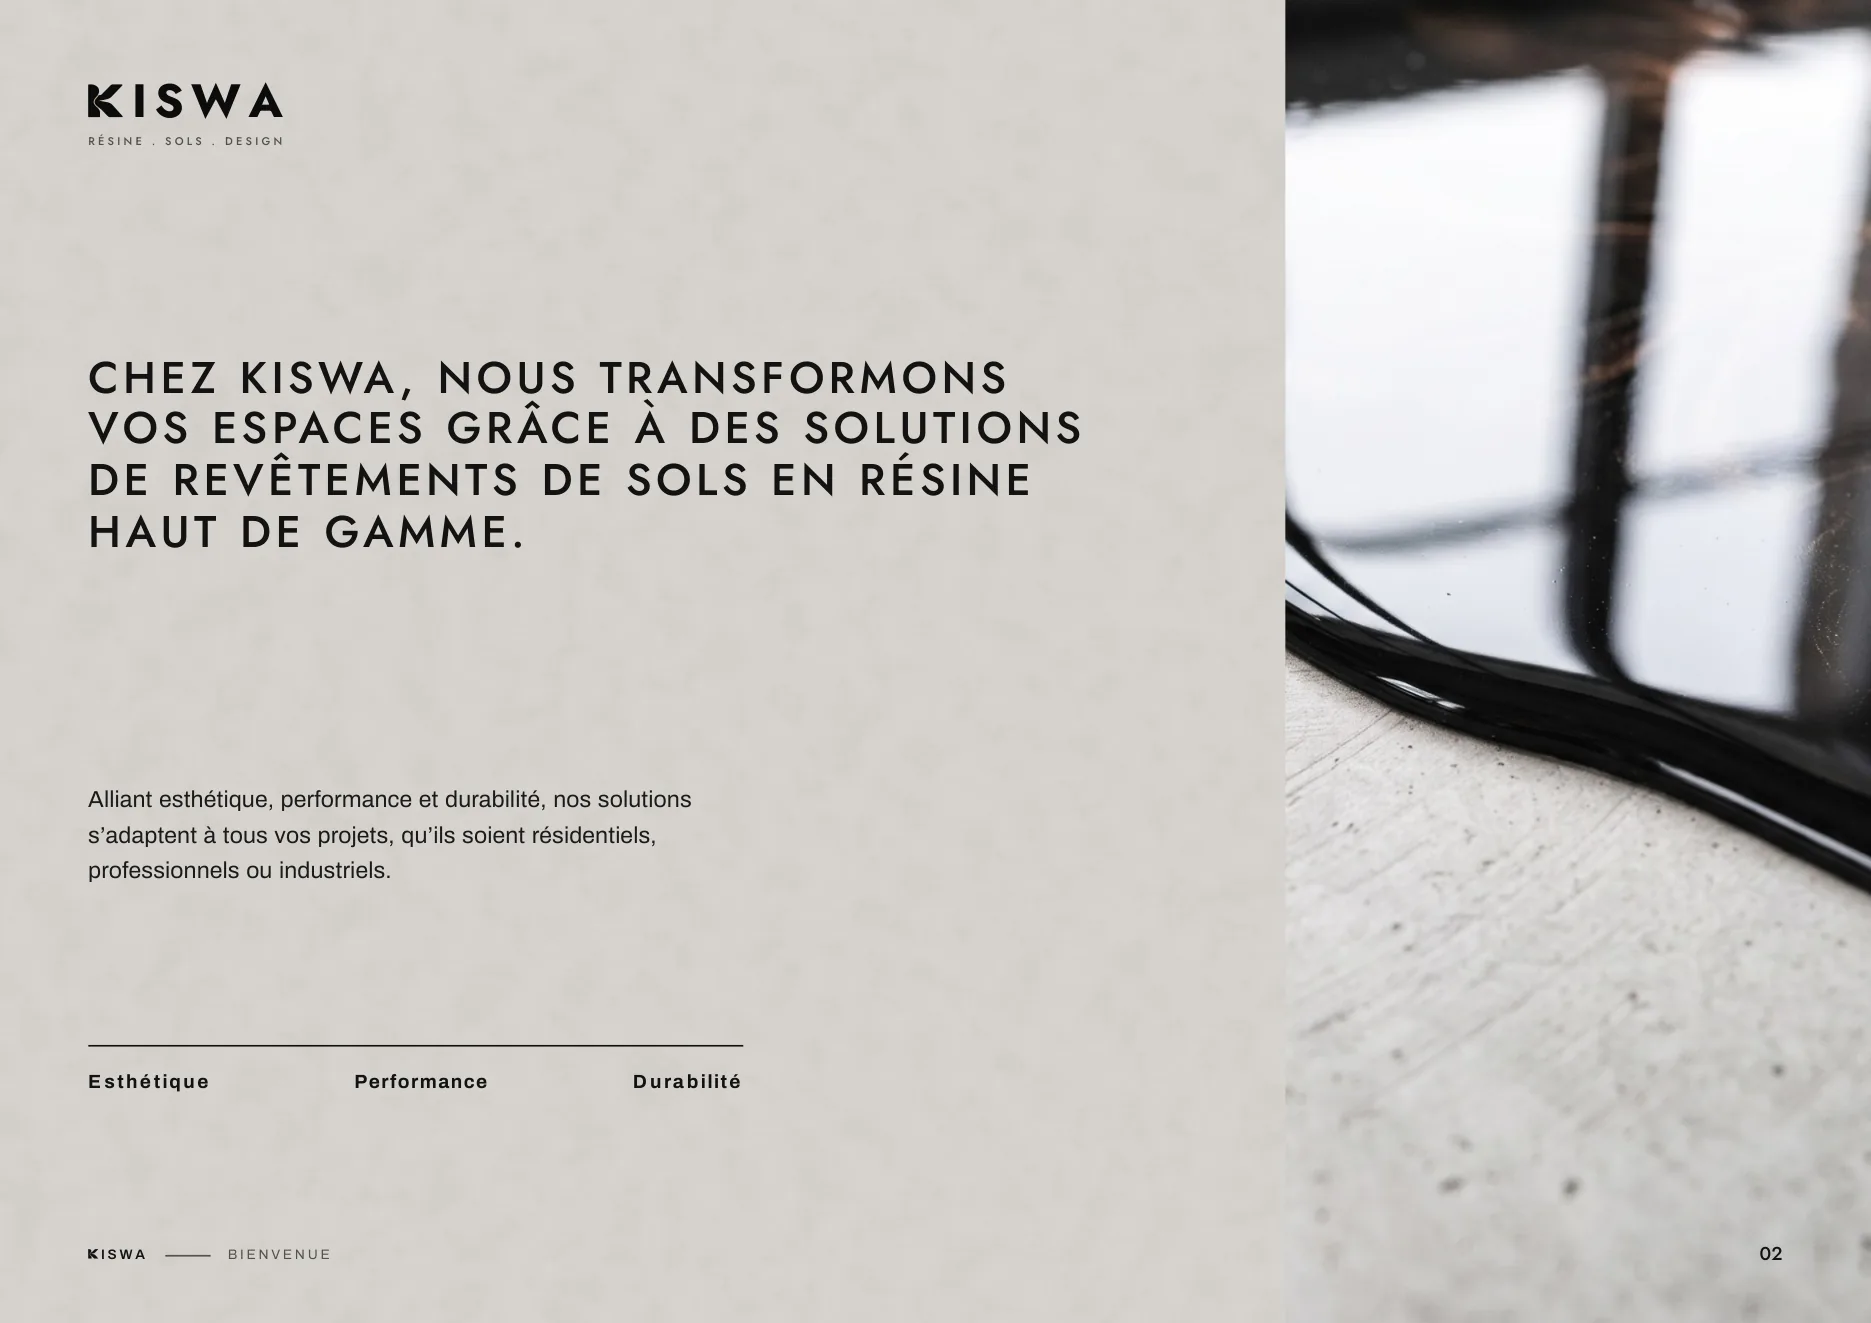 KISWA
RÉSINE . SOLS . DESIGN
CHEZ KISWA, NOUS TRANSFORMONS
VOS ESPACES GRÂCE À DES SOLUTIONS
DE REVÊTEMENTS DE SOLS EN RÉSINE
HAUT DE GAMME.
Alliant esthétique, performance et durabilité, nos solutions
s’adaptent à tous vos projets, qu’ils soient résidentiels,
professionnels ou industriels.
Esthétique Performance Durabilité
KISWA BIENVENUE 02